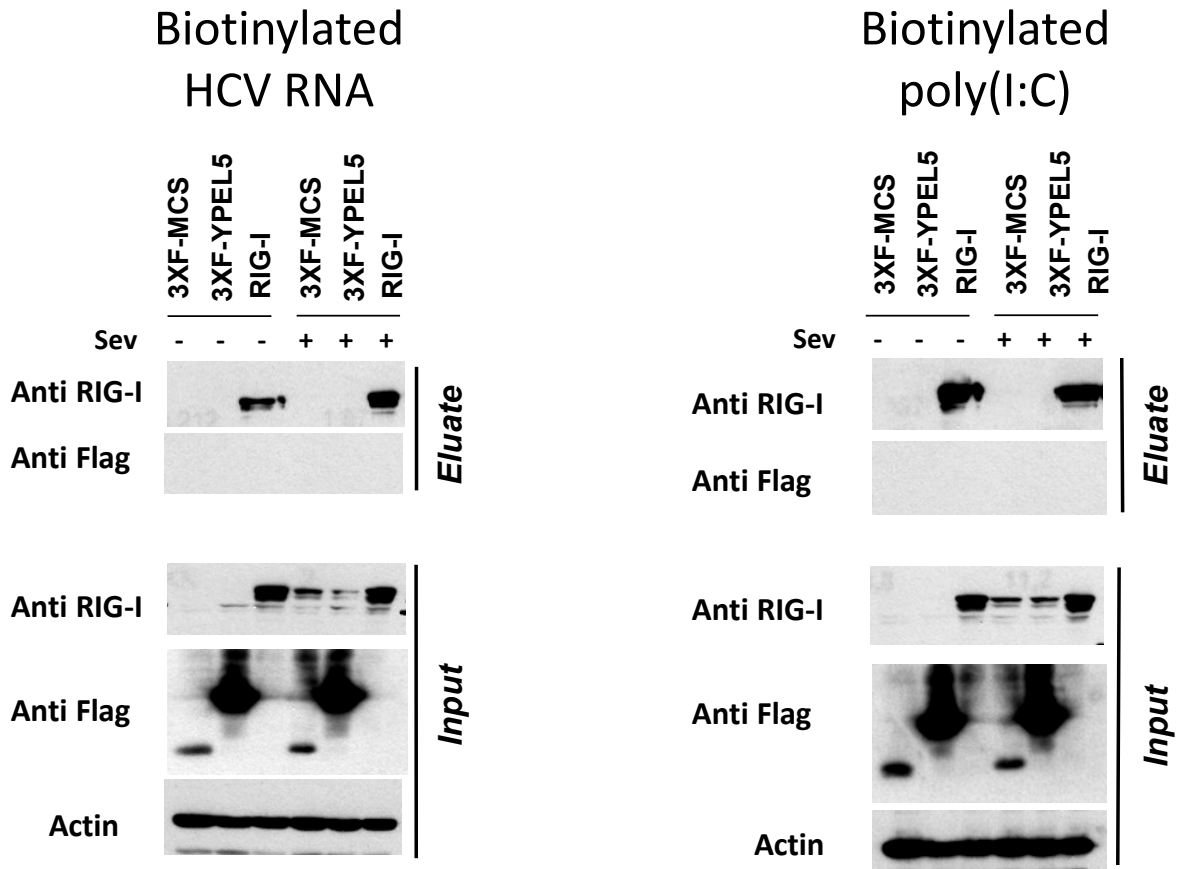 Biotinylated
HCV RNA
3XF-MCS
3XF-YPEL5
RIG-I
3XF-MCS
3XF-YPEL5
RIG-I
Sev - - - + + +
Anti RIG-I
Anti Flag
Eluate
Anti RIG-I
Anti Flag
Actin
Input
Biotinylated
poly(I:C)
3XF-MCS
3XF-YPEL5
RIG-I
3XF-MCS
3XF-YPEL5
RIG-I
Sev - - - + + +
Anti RIG-I
Anti Flag
Eluate
Anti RIG-I
Anti Flag
Actin
Input